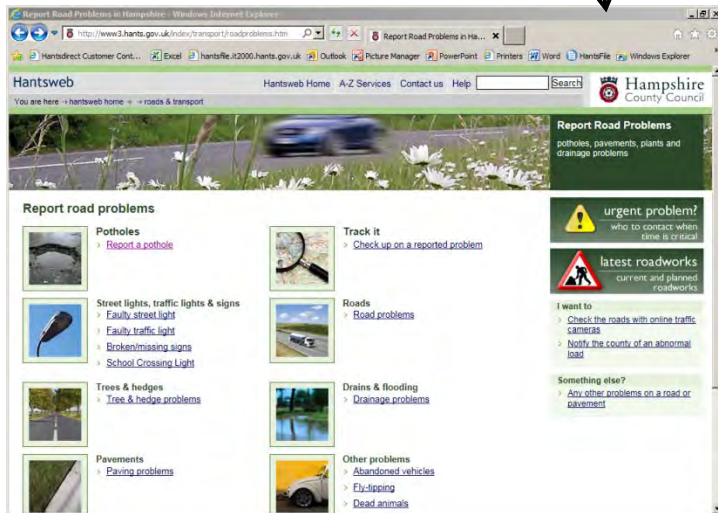 Report Road Problems in Hampshire - Windows Internet Explorer
http://www3.hants.gov.uk/index/transport/roadproblems.htm
Report Road Problems in Ha...
Hantsdirect Customer Cont...
Excel
hantsfile.it2000.hants.gov.uk
Outlook
Picture Manager
PowerPoint
Printers
Word
HantsFile
Windows Explorer
Hantsweb
Hantsweb Home A-Z Services Contact us Help
Search
Hampshire
County Council
You are here → hantsweb home → → roads & transport
Report Road Problems
potholes, pavements, plants and
drainage problems
Report road problems
Potholes
Report a pothole
Track it
Check up on a reported problem
Street lights, traffic lights & signs
Faulty street light
Faulty traffic light
Broken/missing signs
School Crossing Light
Roads
Road problems
Trees & hedges
Tree & hedge problems
Drains & flooding
Drainage problems
Pavements
Paving problems
Other problems
Abandoned vehicles
Fly-tipping
Dead animals
urgent problem?
who to contact when
time is critical
latest roadworks
current and planned
roadworks
I want to
Check the roads with online traffic
cameras
Notify the county of an abnormal
load
Something else?
Any other problems on a road or
pavement